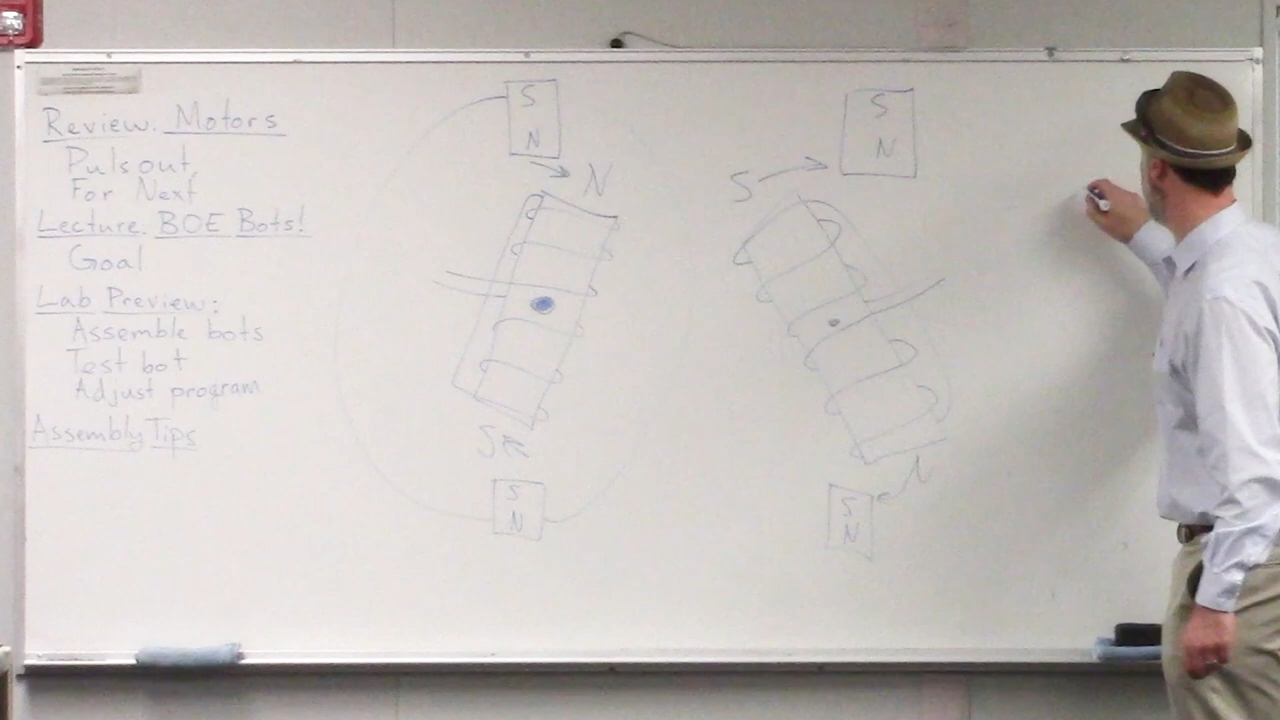 Review: Motors
Pulsout,
For Next
Lecture: BOE Bots!
Goal
Lab Preview:
Assemble bots
Test bot
Adjust program
Assembly Tips
S
N
N
S
S
N
S
N
S
N
S
N